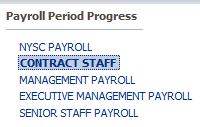 Payroll Period Progress
NYSC PAYROLL
CONTRACT STAFF
MANAGEMENT PAYROLL
EXECUTIVE MANAGEMENT PAYROLL
SENIOR STAFF PAYROLL